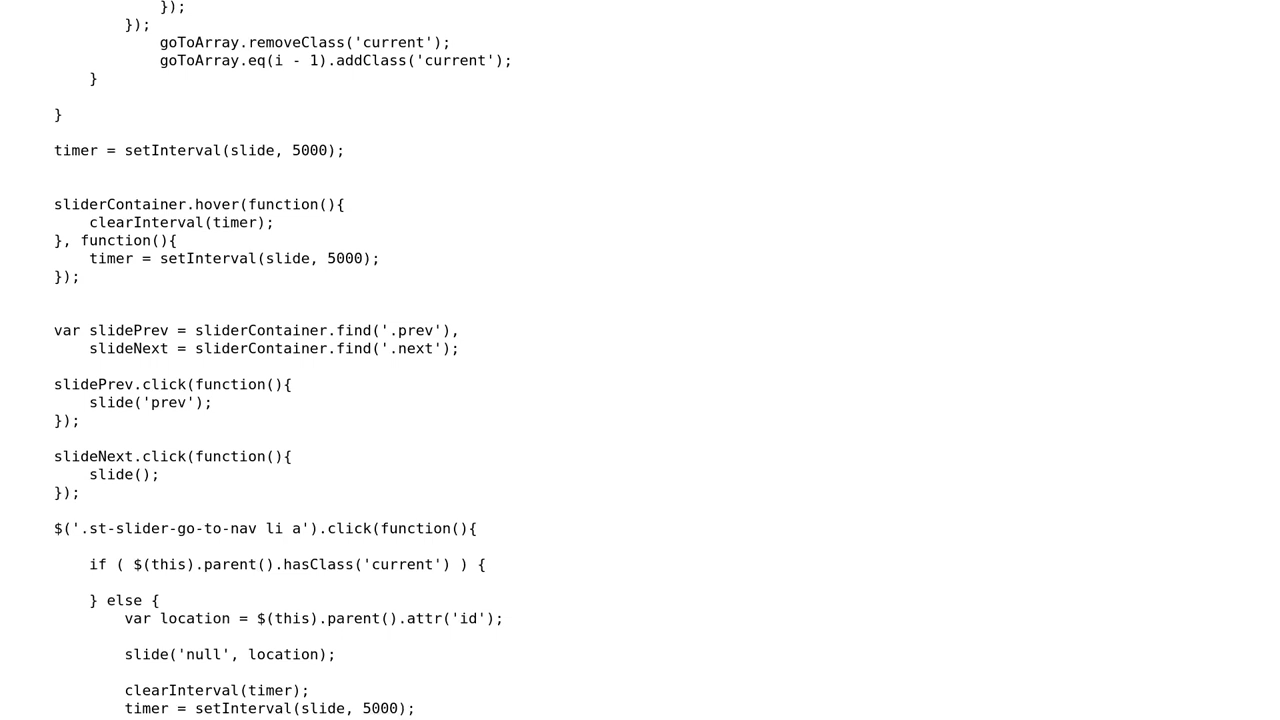 });
        });
            goToArray.removeClass('current');
            goToArray.eq(i - 1).addClass('current');
    }

}

timer = setInterval(slide, 5000);


sliderContainer.hover(function(){
    clearInterval(timer);
}, function(){
    timer = setInterval(slide, 5000);
});


var slidePrev = sliderContainer.find('.prev'),
    slideNext = sliderContainer.find('.next');

slidePrev.click(function(){
    slide('prev');
});

slideNext.click(function(){
    slide();
});

$('.st-slider-go-to-nav li a').click(function(){

    if ( $(this).parent().hasClass('current') ) {

    } else {
        var location = $(this).parent().attr('id');

        slide('null', location);

        clearInterval(timer);
        timer = setInterval(slide, 5000);